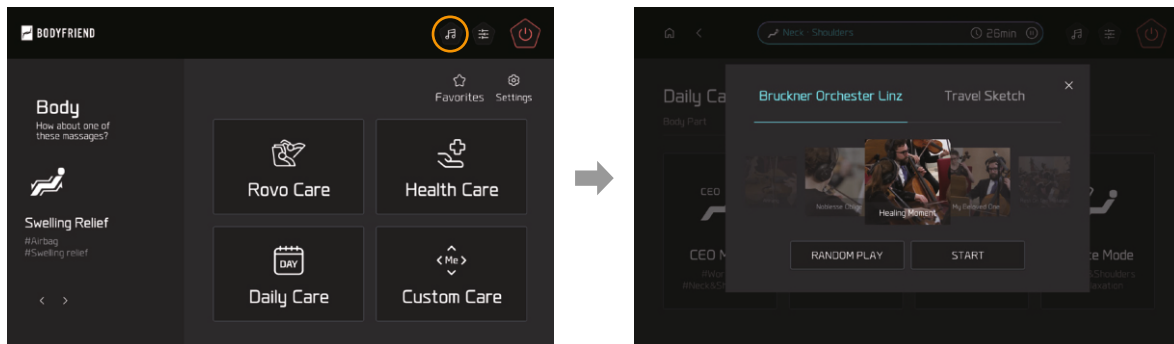 BODYFRIEND
Favorites Settings
Body
How about one of
these massages?
Swelling Relief
#Airbag
#Swelling relief
Rovo Care
Health Care
DAY
Daily Care
< Me >
Custom Care
Neck · Shoulders
26min
Daily Ca
Body Part
Bruckner Orchester Linz
Travel Sketch
Healing Moment
RANDOM PLAY
START
CEO
CEO M
#Wor
#Neck&Sh
ce Mode
&Shoulders
axation